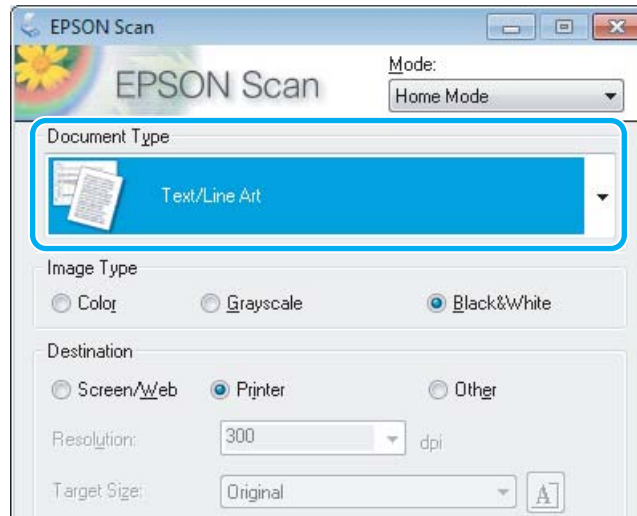 EPSON Scan
EPSON Scan
Mode:
Home Mode
Document Type
Text/Line Art
Image Type
Color
Grayscale
Black&White
Destination
Screen/Web
Printer
Other
Resolution:
300
dpi
Target Size:
Original
A